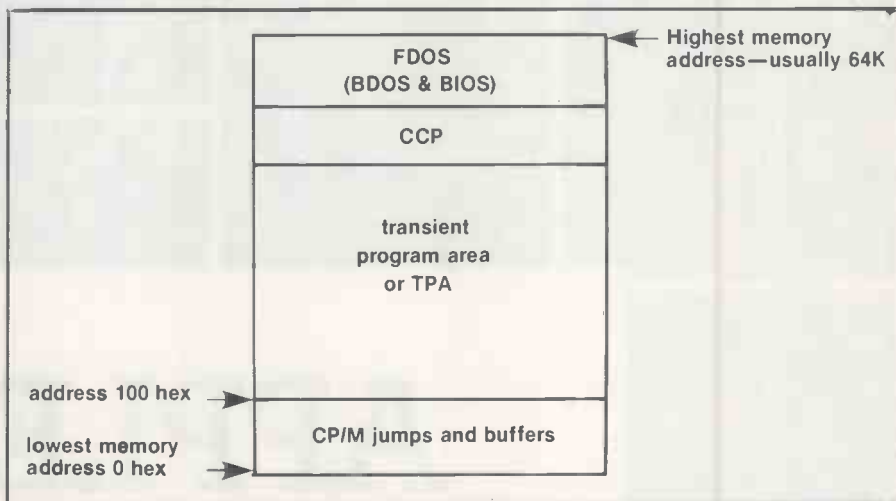 FDOS
(BDOS & BIOS)
Highest memory
address—usually 64K
CCP
transient
program area
or TPA
address 100 hex
CP/M jumps and buffers
lowest memory
address 0 hex